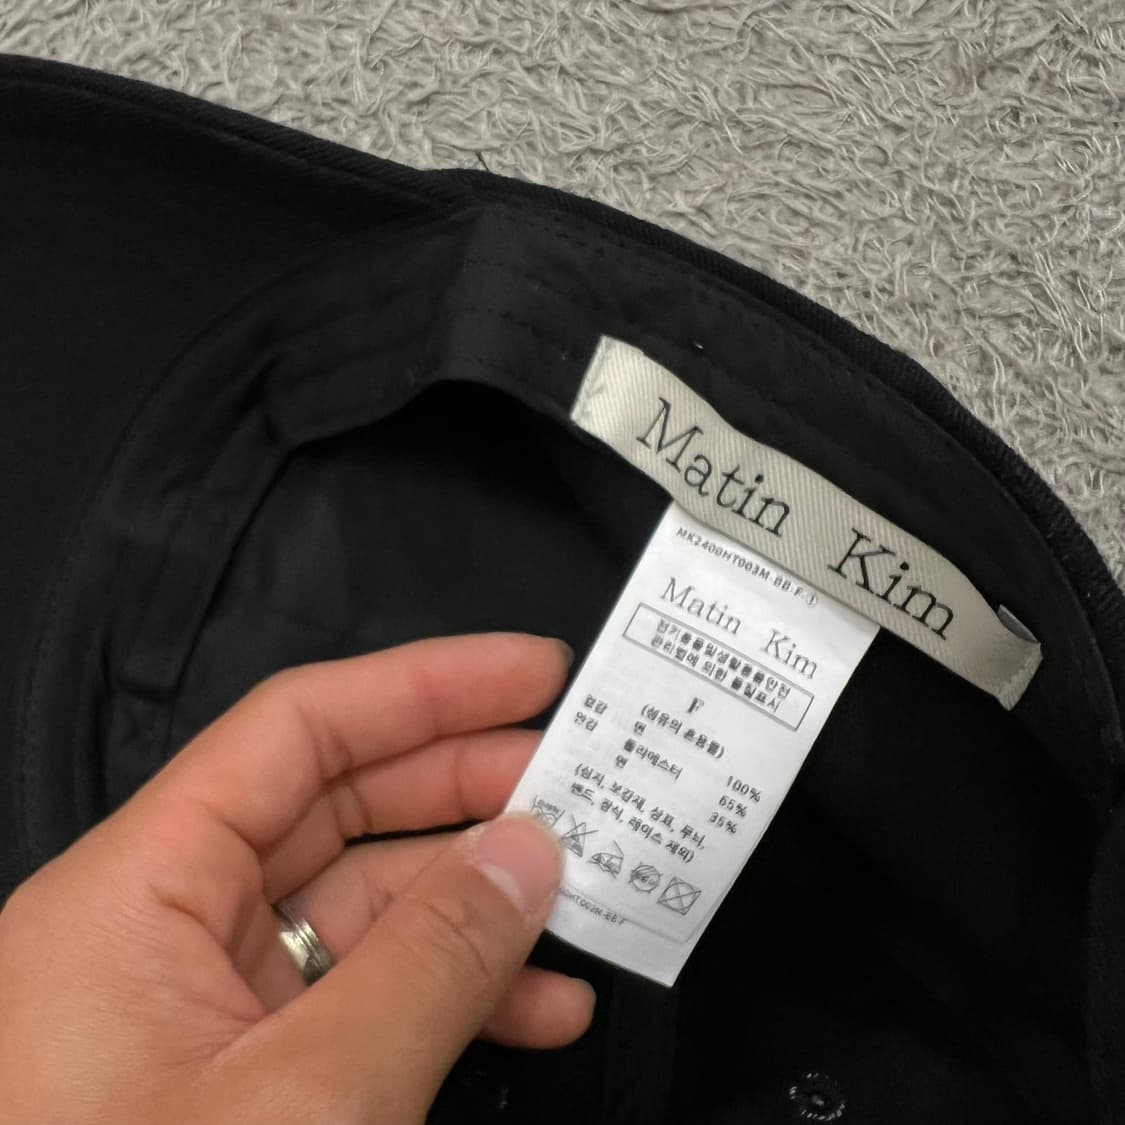 Matin Kim
MK2400HT003M-BB-F-①
Matin Kim
전기용품및생활용품안전
관리법에 의한 품질표시
F
(섬유의 혼용률)
겉감 면 100%
안감 폴리에스터 65%
면 35%
(심지, 보강재, 상표, 무늬,
밴드, 장식, 레이스 제외)